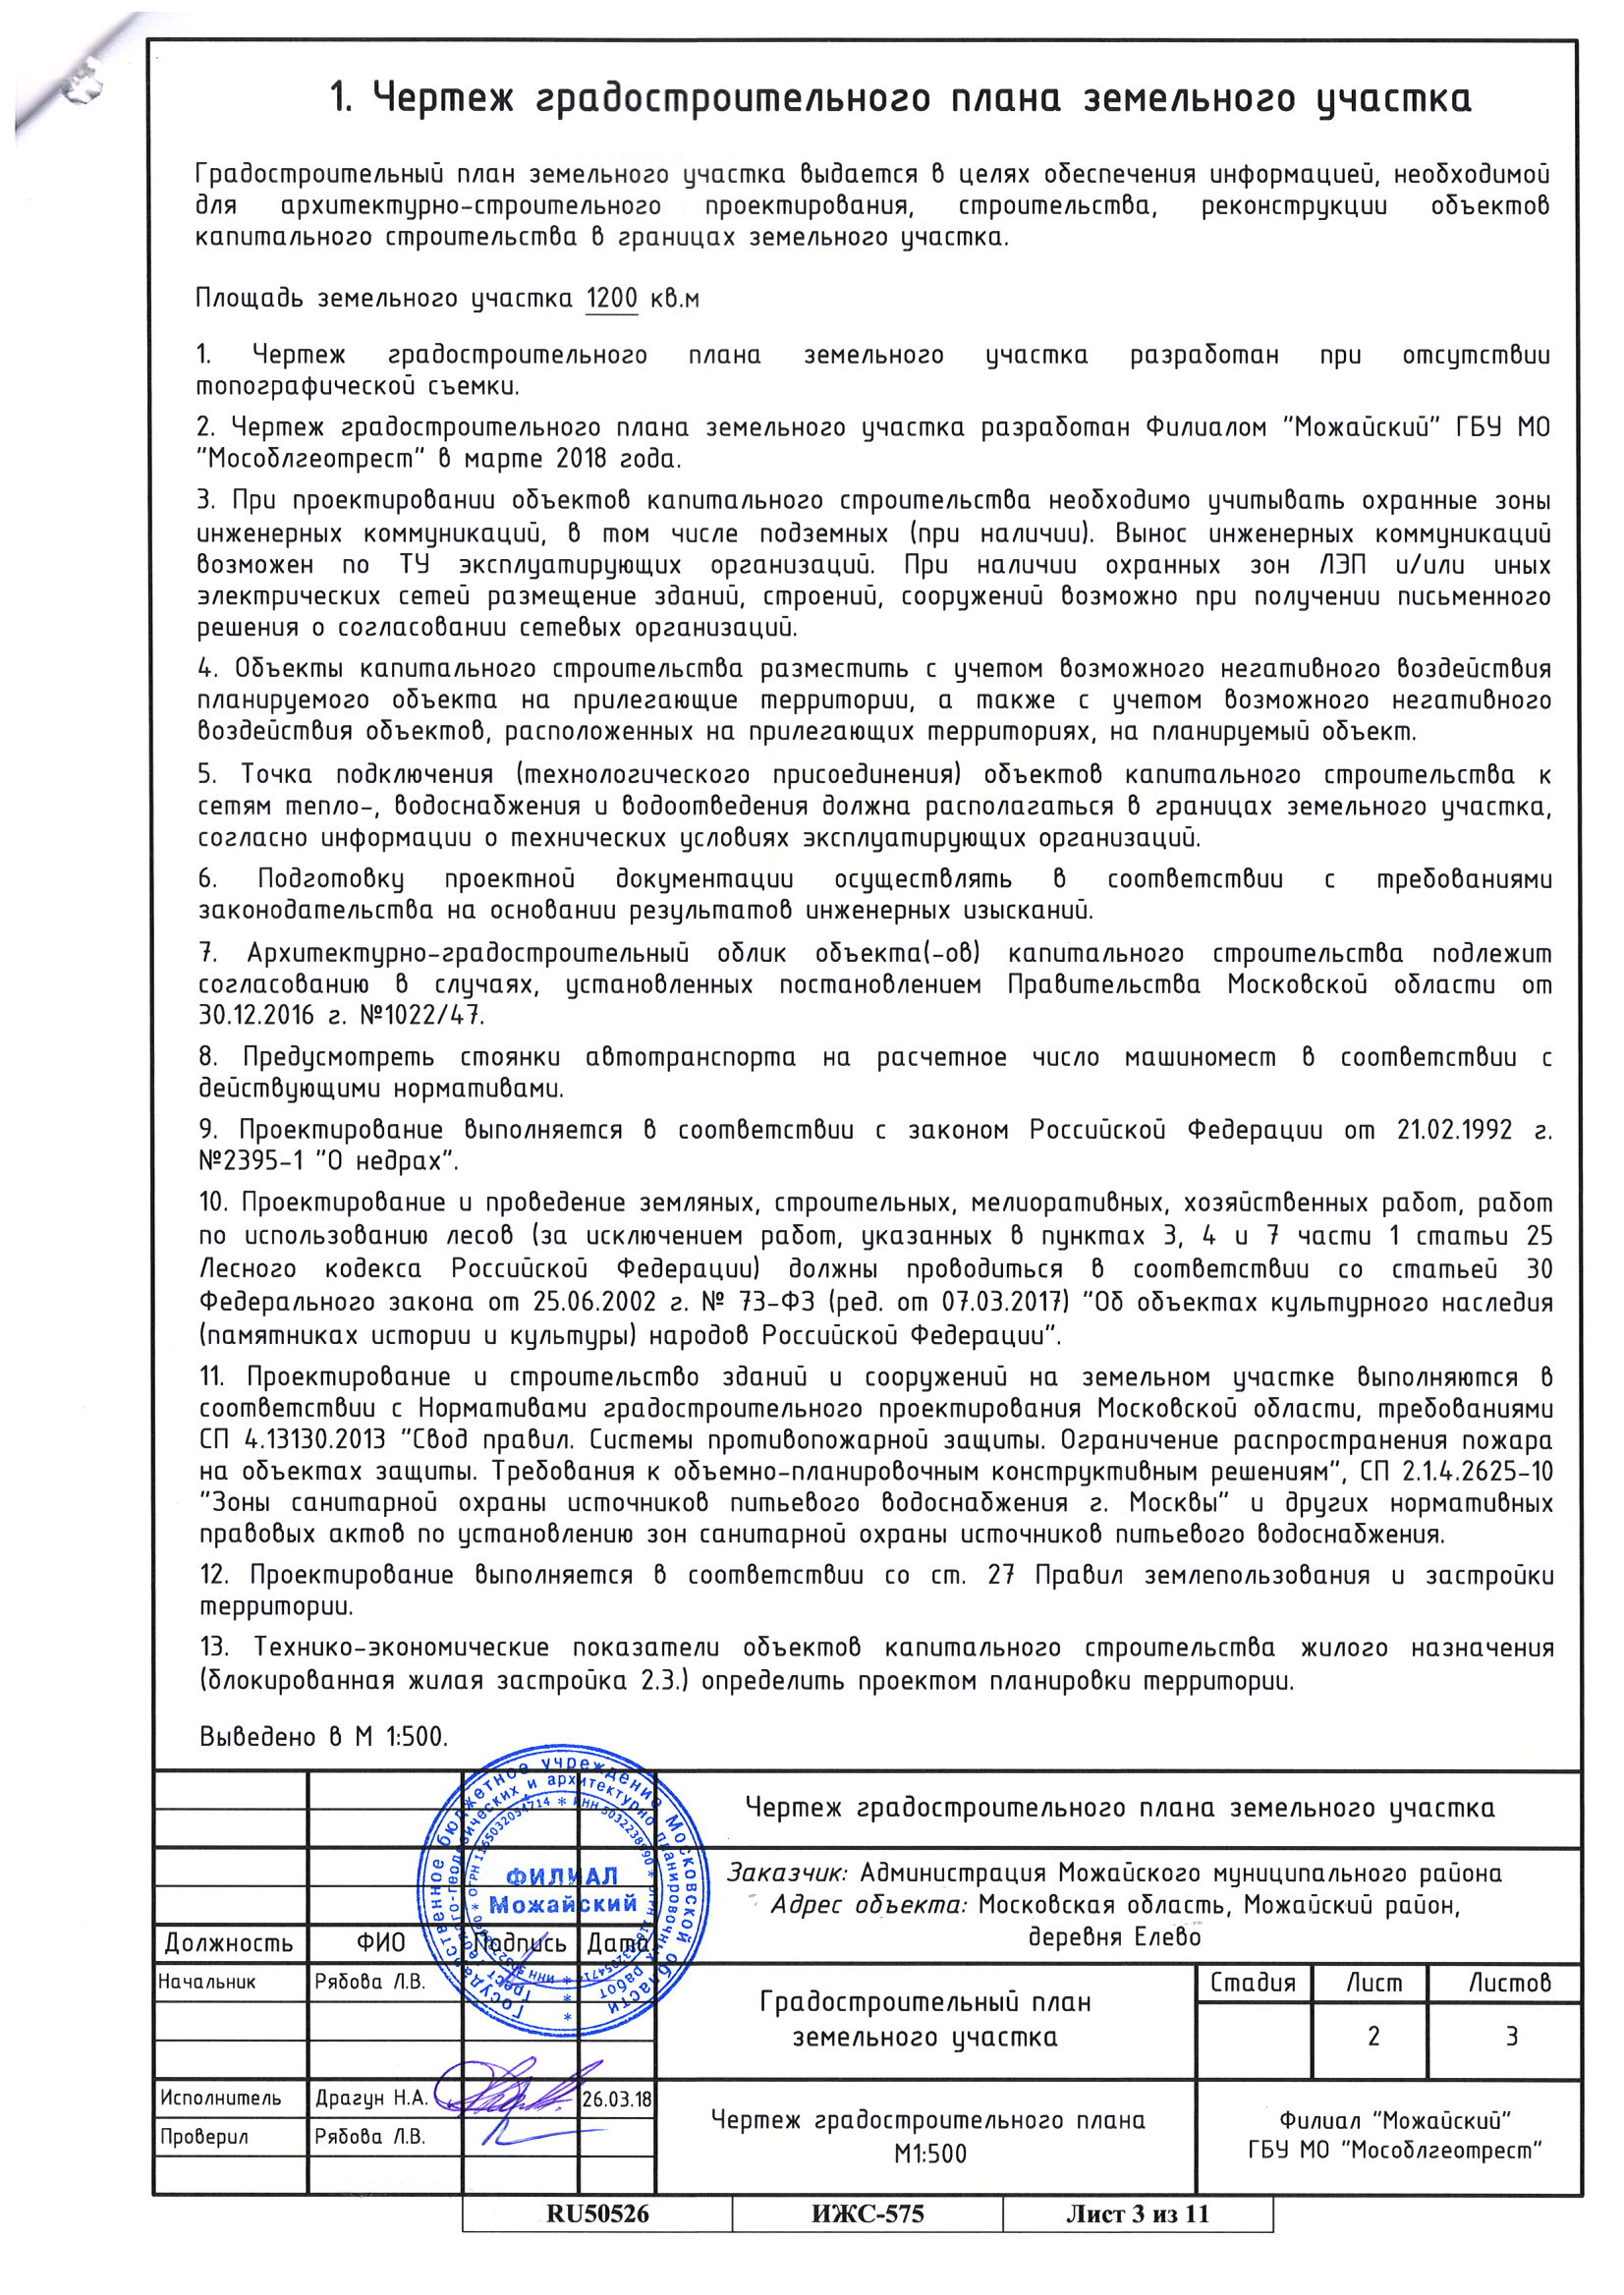 1. Чертеж градостроительного плана земельного участка
Градостроительный план земельного участка выдается в целях обеспечения информацией, необходимой
для архитектурно-строительного проектирования, строительства, реконструкции объектов
капитального строительства в границах земельного участка.
Площадь земельного участка 1200 кв.м
1. Чертеж градостроительного плана земельного участка разработан при отсутствии
топографической съемки.
2. Чертеж градостроительного плана земельного участка разработан Филиалом "Можайский" ГБУ МО
"Мособлгеотрест" в марте 2018 года.
3. При проектировании объектов капитального строительства необходимо учитывать охранные зоны
инженерных коммуникаций, в том числе подземных (при наличии). Вынос инженерных коммуникаций
возможен по ТУ эксплуатирующих организаций. При наличии охранных зон ЛЭП и/или иных
электрических сетей размещение зданий, строений, сооружений возможно при получении письменного
решения о согласовании сетевых организаций.
4. Объекты капитального строительства разместить с учетом возможного негативного воздействия
планируемого объекта на прилегающие территории, а также с учетом возможного негативного
воздействия объектов, расположенных на прилегающих территориях, на планируемый объект.
5. Точка подключения (технологического присоединения) объектов капитального строительства к
сетям тепло-, водоснабжения и водоотведения должна располагаться в границах земельного участка,
согласно информации о технических условиях эксплуатирующих организаций.
6. Подготовку проектной документации осуществлять в соответствии с требованиями
законодательства на основании результатов инженерных изысканий.
7. Архитектурно-градостроительный облик объекта(-ов) капитального строительства подлежит
согласованию в случаях, установленных постановлением Правительства Московской области от
30.12.2016 г. №1022/47.
8. Предусмотреть стоянки автотранспорта на расчетное число машиномест в соответствии с
действующими нормативами.
9. Проектирование выполняется в соответствии с законом Российской Федерации от 21.02.1992 г.
№2395-1 "О недрах".
10. Проектирование и проведение земляных, строительных, мелиоративных, хозяйственных работ, работ
по использованию лесов (за исключением работ, указанных в пунктах 3, 4 и 7 части 1 статьи 25
Лесного кодекса Российской Федерации) должны проводиться в соответствии со статьей 30
Федерального закона от 25.06.2002 г. № 73-ФЗ (ред. от 07.03.2017) "Об объектах культурного наследия
(памятниках истории и культуры) народов Российской Федерации".
11. Проектирование и строительство зданий и сооружений на земельном участке выполняются в
соответствии с Нормативами градостроительного проектирования Московской области, требованиями
СП 4.13130.2013 "Свод правил. Системы противопожарной защиты. Ограничение распространения пожара
на объектах защиты. Требования к объемно-планировочным конструктивным решениям", СП 2.1.4.2625-10
"Зоны санитарной охраны источников питьевого водоснабжения г. Москвы" и других нормативных
правовых актов по установлению зон санитарной охраны источников питьевого водоснабжения.
12. Проектирование выполняется в соответствии со ст. 27 Правил землепользования и застройки
территории.
13. Технико-экономические показатели объектов капитального строительства жилого назначения
(блокированная жилая застройка 2.3.) определить проектом планировки территории.
Выведено в М 1:500.
Чертеж градостроительного плана земельного участка
Заказчик: Администрация Можайского муниципального района
Адрес объекта: Московская область, Можайский район,
деревня Елево
Государственное бюджетное учреждение Московской области
ФИЛИАЛ
Можайский
Должность ФИО Подпись Дата
Начальник Рябова Л.В.
Градостроительный план
земельного участка
Стадия Лист Листов
2 3
Исполнитель Драгун Н.А. 26.03.18
Проверил Рябова Л.В.
Чертеж градостроительного плана
М1:500
Филиал "Можайский"
ГБУ МО "Мособлгеотрест"
RU50526 ИЖС-575 Лист 3 из 11